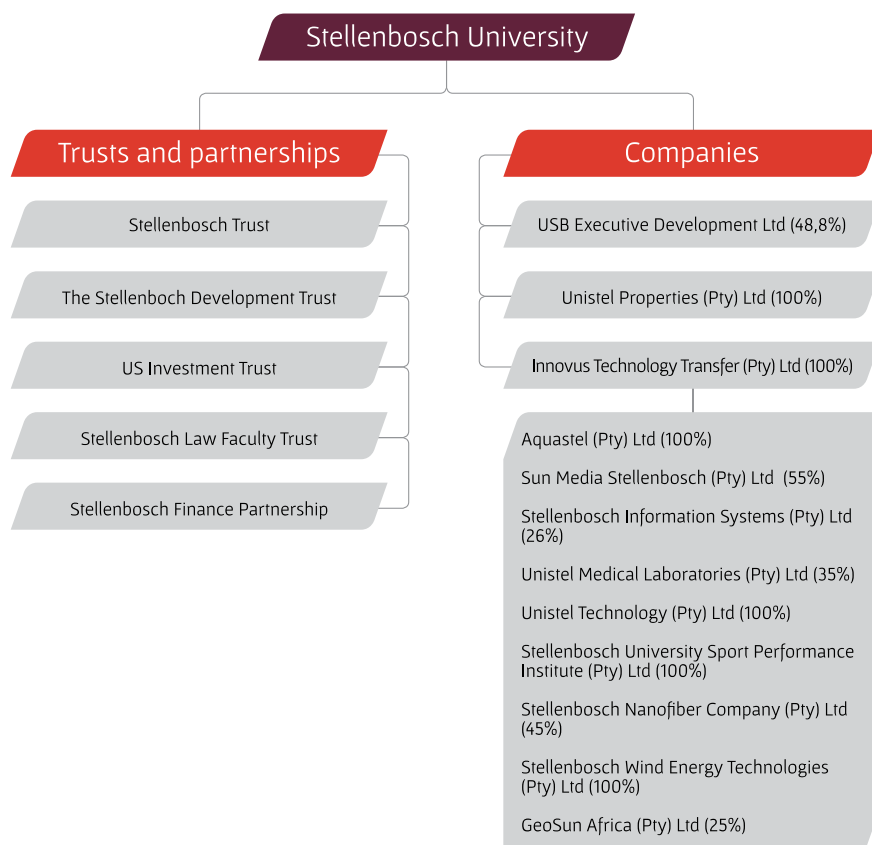 Stellenbosch University
Trusts and partnerships
Stellenbosch Trust
The Stellenboch Development Trust
US Investment Trust
Stellenbosch Law Faculty Trust
Stellenbosch Finance Partnership
Companies
USB Executive Development Ltd (48,8%)
Unistel Properties (Pty) Ltd (100%)
Innovus Technology Transfer (Pty) Ltd (100%)
Aquastel (Pty) Ltd (100%)
Sun Media Stellenbosch (Pty) Ltd (55%)
Stellenbosch Information Systems (Pty) Ltd
(26%)
Unistel Medical Laboratories (Pty) Ltd (35%)
Unistel Technology (Pty) Ltd (100%)
Stellenbosch University Sport Performance
Institute (Pty) Ltd (100%)
Stellenbosch Nanofiber Company (Pty) Ltd
(45%)
Stellenbosch Wind Energy Technologies
(Pty) Ltd (100%)
GeoSun Africa (Pty) Ltd (25%)